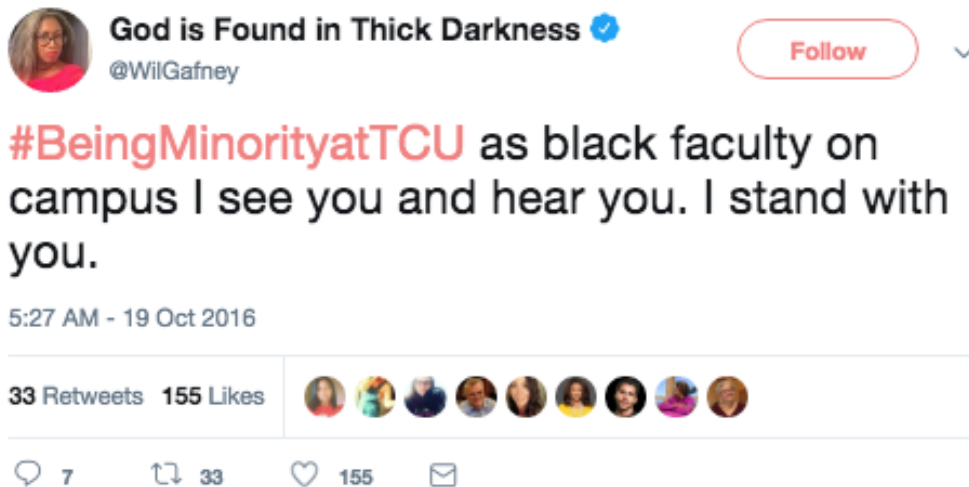 God is Found in Thick Darkness
@WilGafney
Follow
#BeingMinorityatTCU as black faculty on
campus I see you and hear you. I stand with
you.
5:27 AM - 19 Oct 2016
33 Retweets 155 Likes
7 33 155